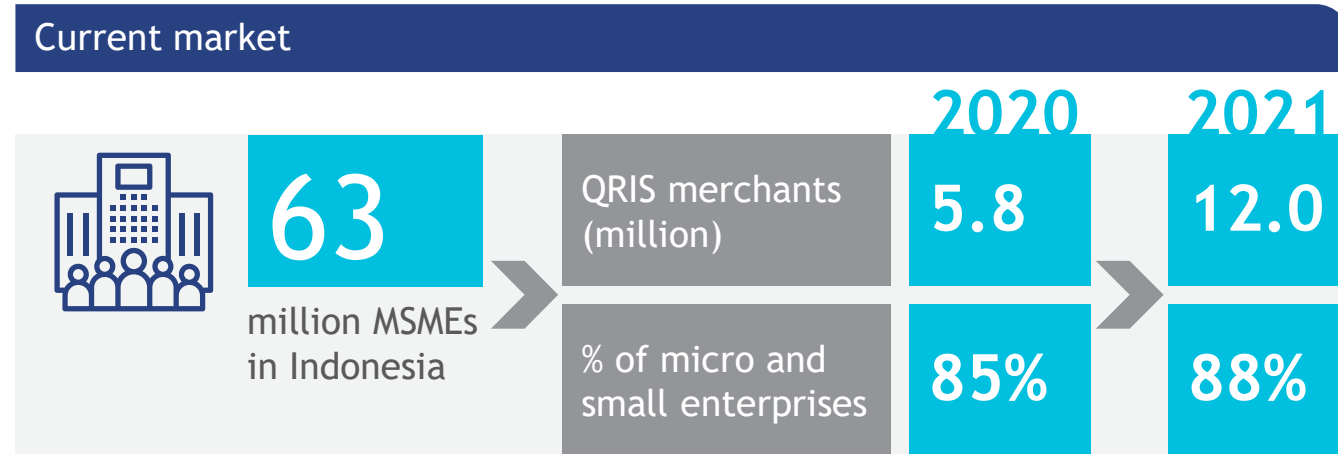 Current market
2020
2021
63
million MSMEs
in Indonesia
QRIS merchants
(million)
5.8
12.0
% of micro and
small enterprises
85%
88%